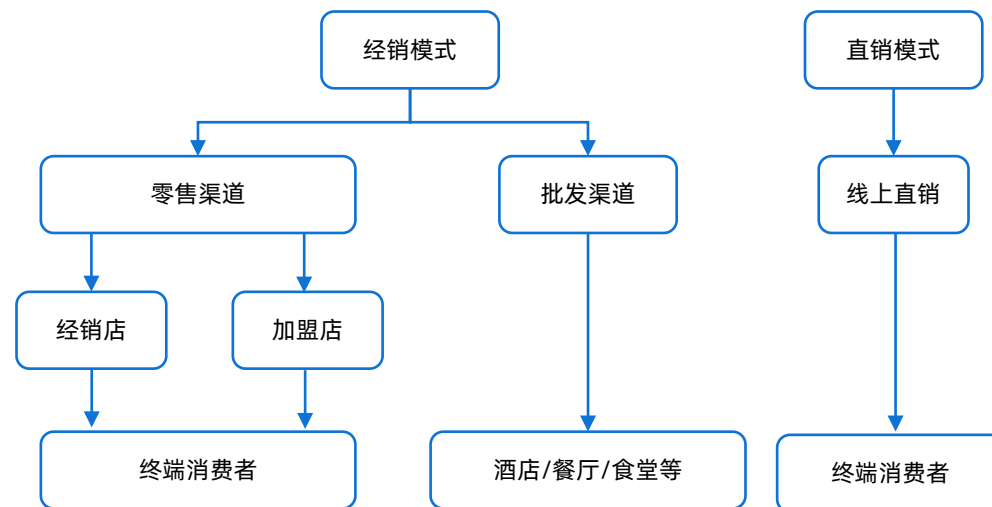 经销模式
直销模式
零售渠道
批发渠道
线上直销
经销店
加盟店
终端消费者
酒店/餐厅/食堂等
终端消费者